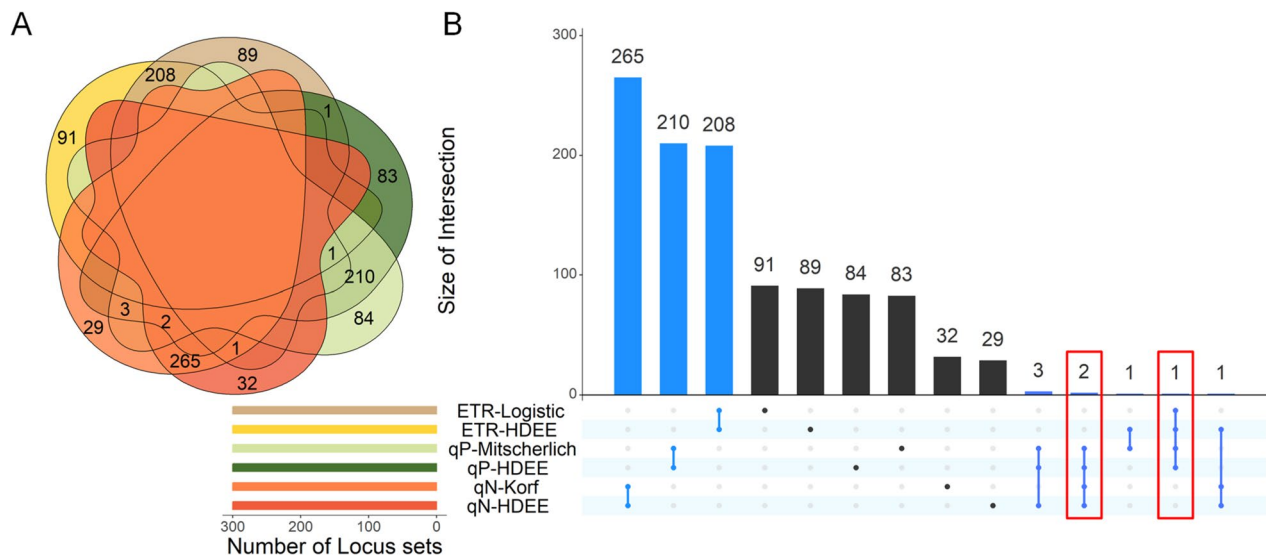 A
89
208
1
91
83
1
210
84
3
2
29
265
1
32
ETR-Logistic
ETR-HDEE
qP-Mitscherlich
qP-HDEE
qN-Korf
qN-HDEE
300 200 100 0
Number of Locus sets
B
Size of Intersection
300
200
100
0
265 210 208 91 89 84 83 32 29 3 2 1 1 1